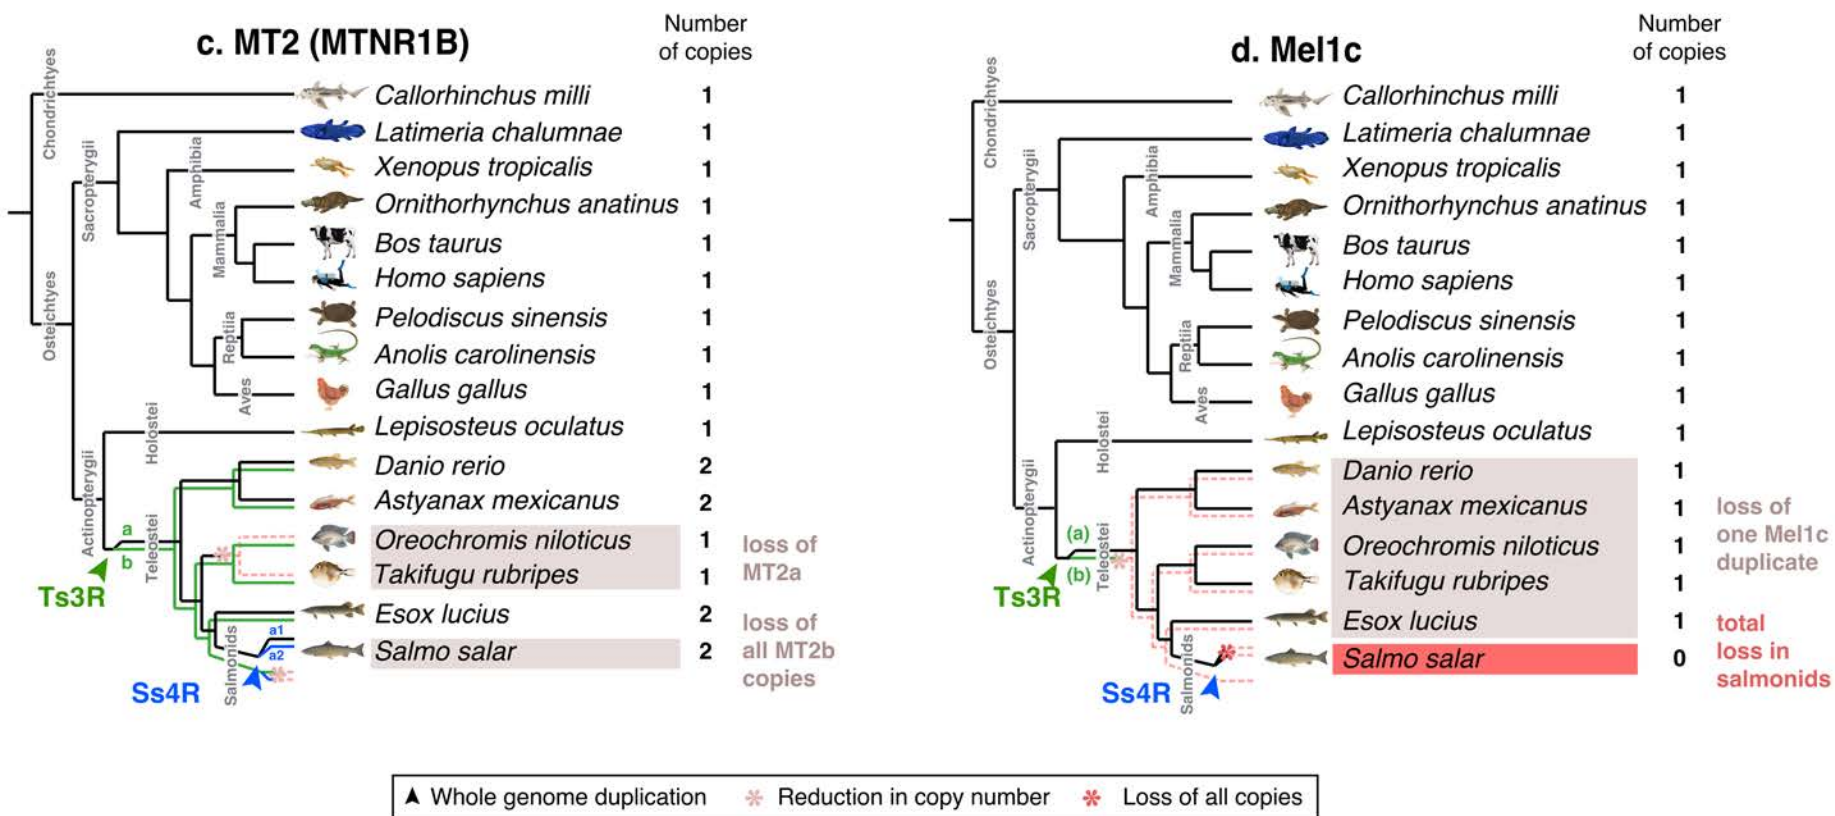 c. MT2 (MTNR1B)
Number
of copies
Chondrichtyes
Osteichtyes
Sacropterygii
Actinopterygii
Amphibia
Mammalia
Reptiia
Aves
Holostei
Teleostei
Salmonids
Callorhinchus milli 1
Latimeria chalumnae 1
Xenopus tropicalis 1
Ornithorhynchus anatinus 1
Bos taurus 1
Homo sapiens 1
Pelodiscus sinensis 1
Anolis carolinensis 1
Gallus gallus 1
Lepisosteus oculatus 1
Danio rerio 2
Astyanax mexicanus 2
Oreochromis niloticus 1
Takifugu rubripes 1
Esox lucius 2
Salmo salar 2
a
b
Ts3R
a1
a2
Ss4R
loss of
MT2a
loss of
all MT2b
copies
d. Mel1c
Number
of copies
Chondrichtyes
Osteichtyes
Sacropterygii
Actinopterygii
Amphibia
Mammalia
Reptiia
Aves
Holostei
Teleostei
Salmonids
Callorhinchus milli 1
Latimeria chalumnae 1
Xenopus tropicalis 1
Ornithorhynchus anatinus 1
Bos taurus 1
Homo sapiens 1
Pelodiscus sinensis 1
Anolis carolinensis 1
Gallus gallus 1
Lepisosteus oculatus 1
Danio rerio 1
Astyanax mexicanus 1
Oreochromis niloticus 1
Takifugu rubripes 1
Esox lucius 1
Salmo salar 0
(a)
(b)
Ts3R
Ss4R
loss of
one Mel1c
duplicate
total
loss in
salmonids
Whole genome duplication
Reduction in copy number
Loss of all copies